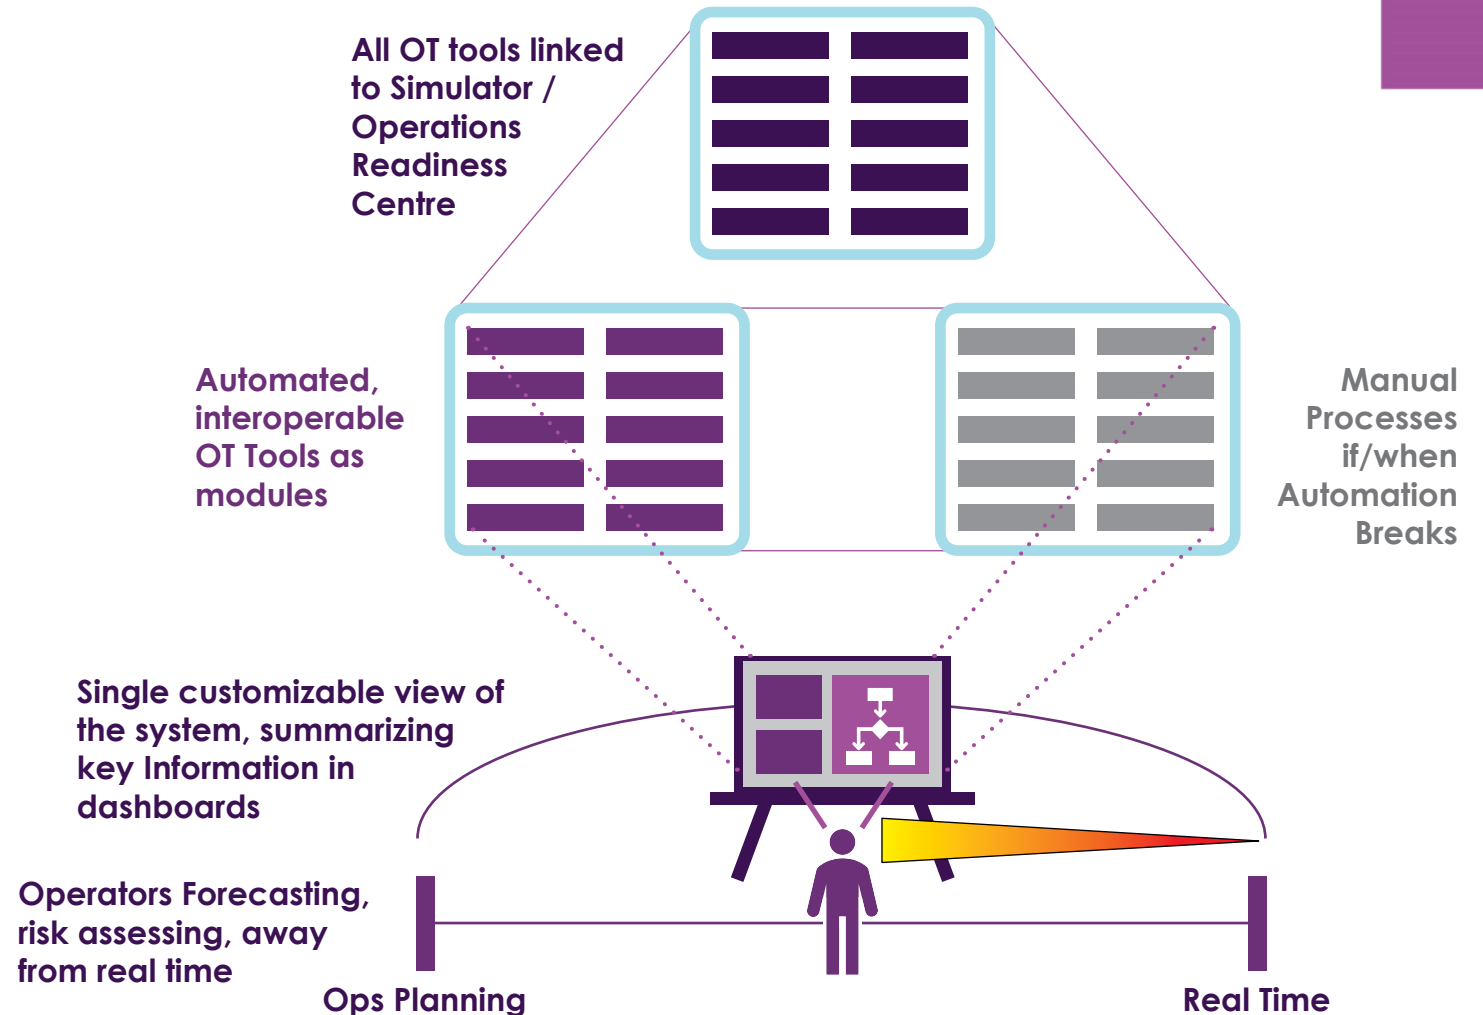 All OT tools linked
to Simulator /
Operations
Readiness
Centre
Automated,
interoperable
OT Tools as
modules
Manual
Processes
if/when
Automation
Breaks
Single customizable view of
the system, summarizing
key Information in
dashboards
Operators Forecasting,
risk assessing, away
from real time
Ops Planning
Real Time